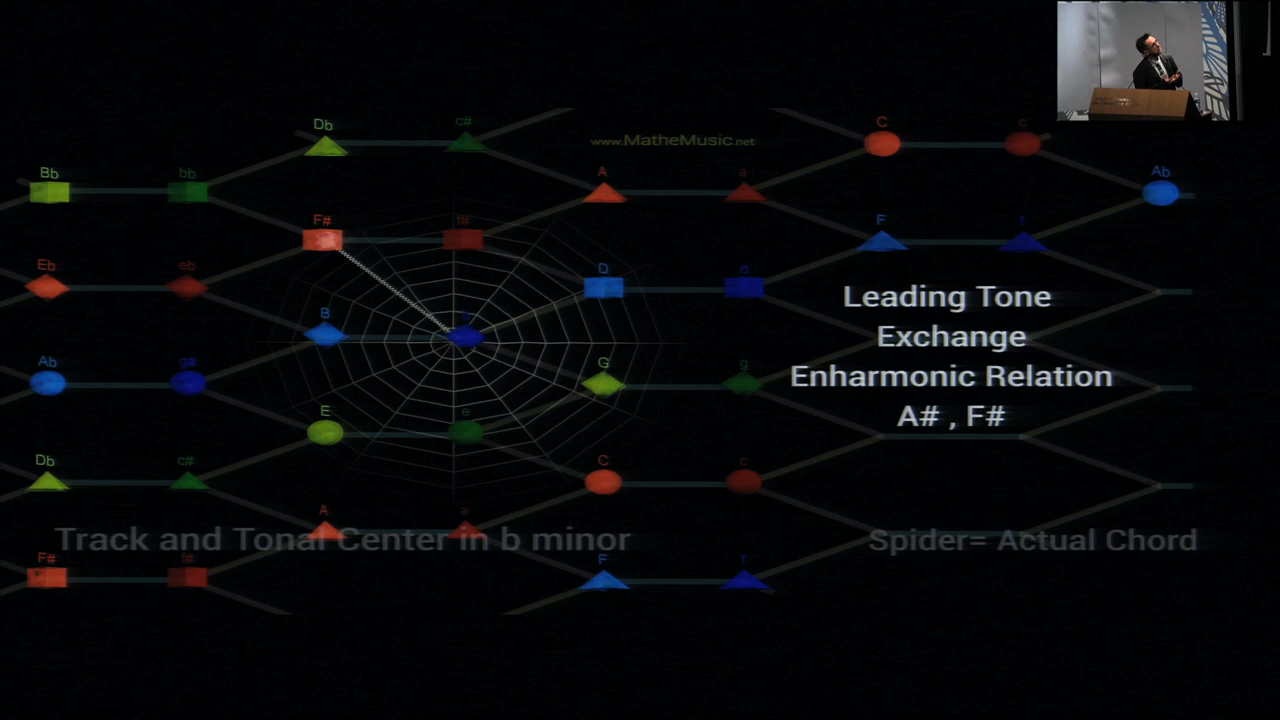 Db
c#
www.MatheMusic.net
C
c
Bb
bb
A
a
Ab
F#
f#
F
f
Eb
eb
D
d
Leading Tone
Exchange
Enharmonic Relation
A# , F#
B
b
Ab
g#
G
g
E
e
Db
c#
C
c
A
a
Track and Tonal Center in b minor
Spider= Actual Chord
F#
f#
F
f